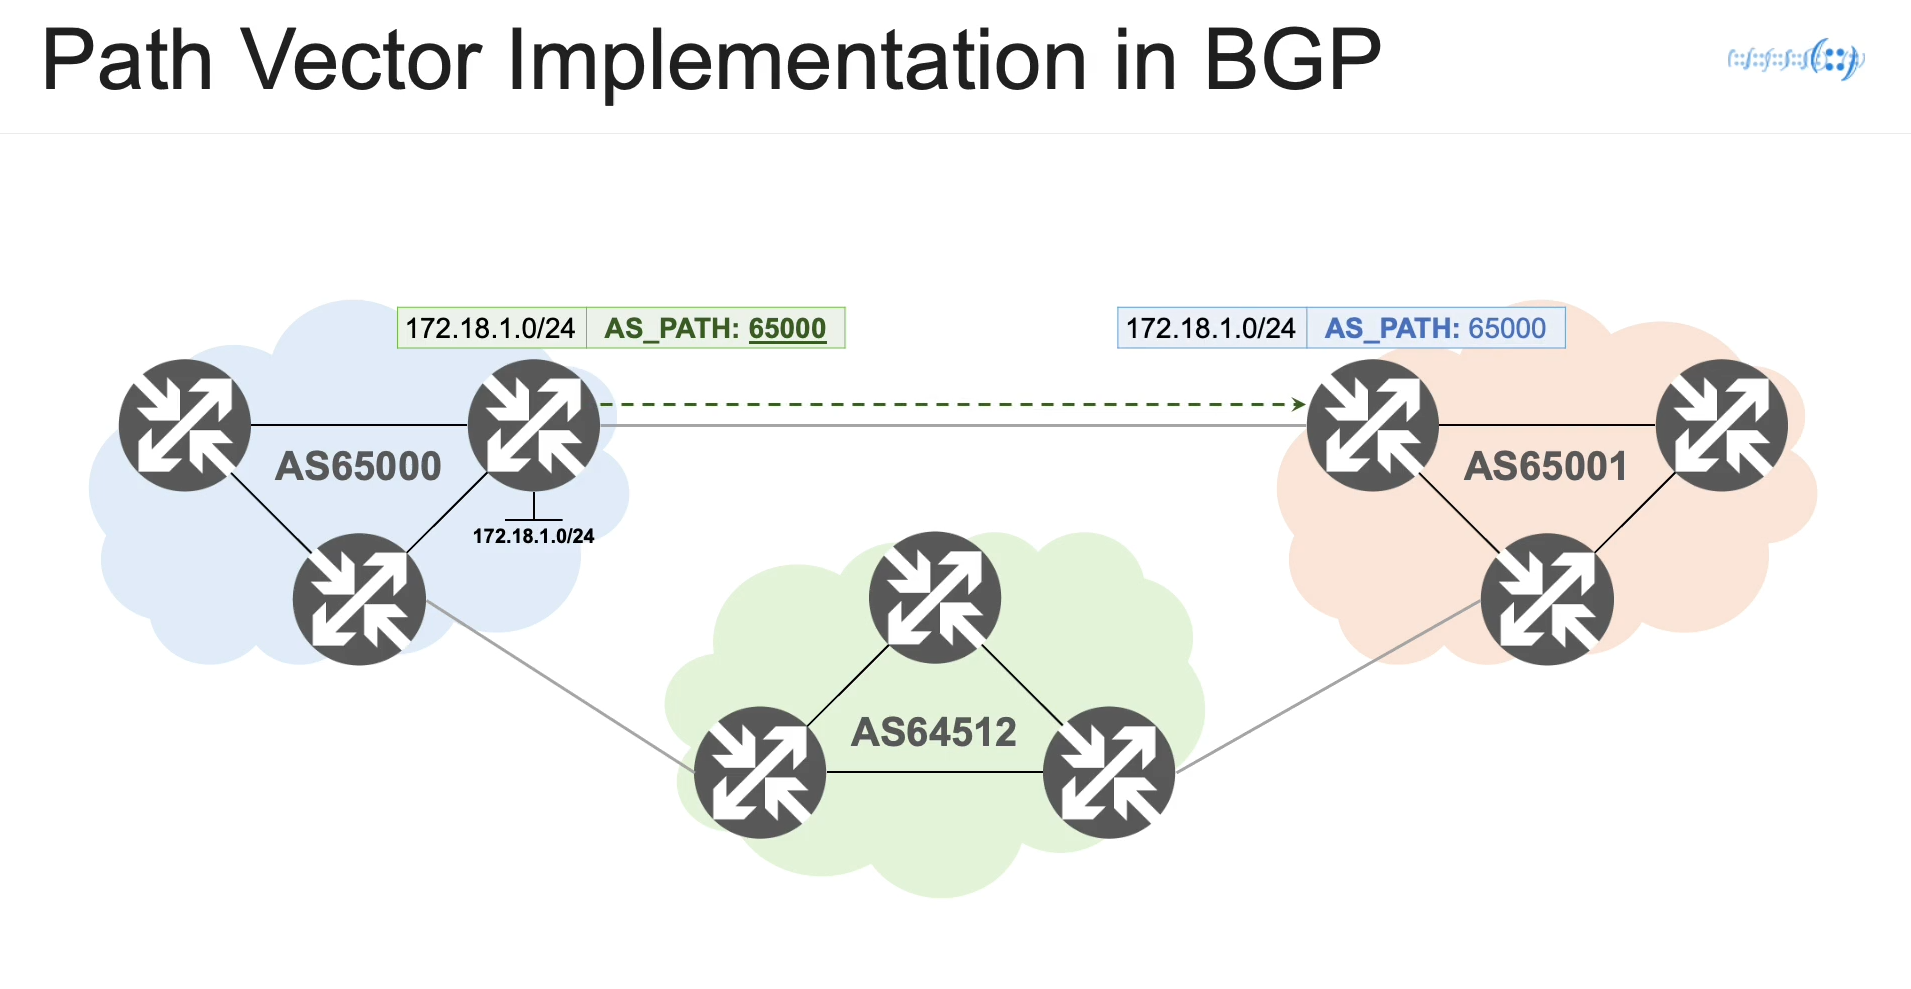 Path Vector Implementation in BGP
172.18.1.0/24 AS_PATH: 65000
172.18.1.0/24 AS_PATH: 65000
AS65000
AS65001
172.18.1.0/24
AS64512